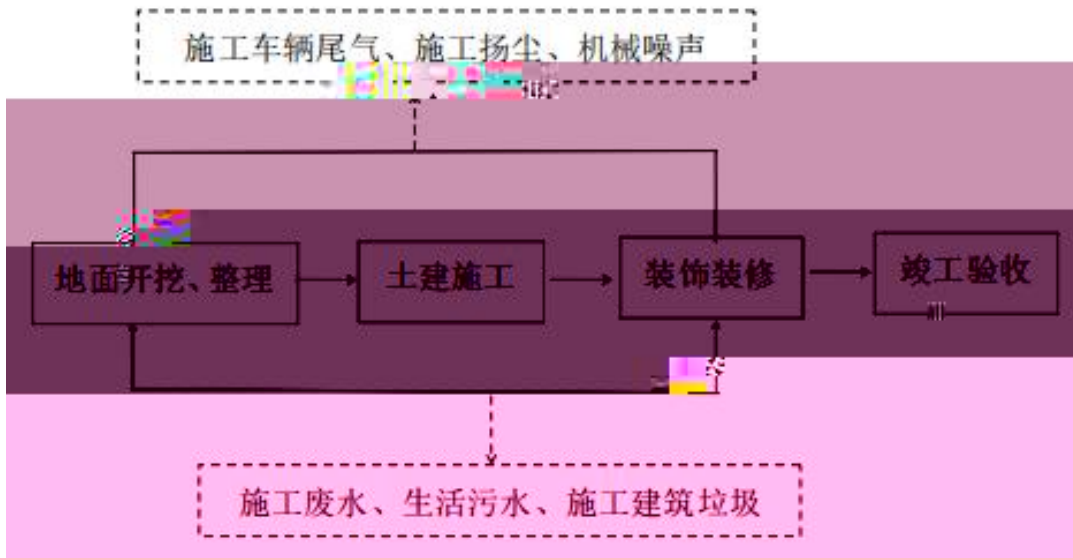 施工车辆尾气、施工扬尘、机械噪声
地面开挖、整理
土建施工
装饰装修
竣工验收
施工废水、生活污水、施工建筑垃圾